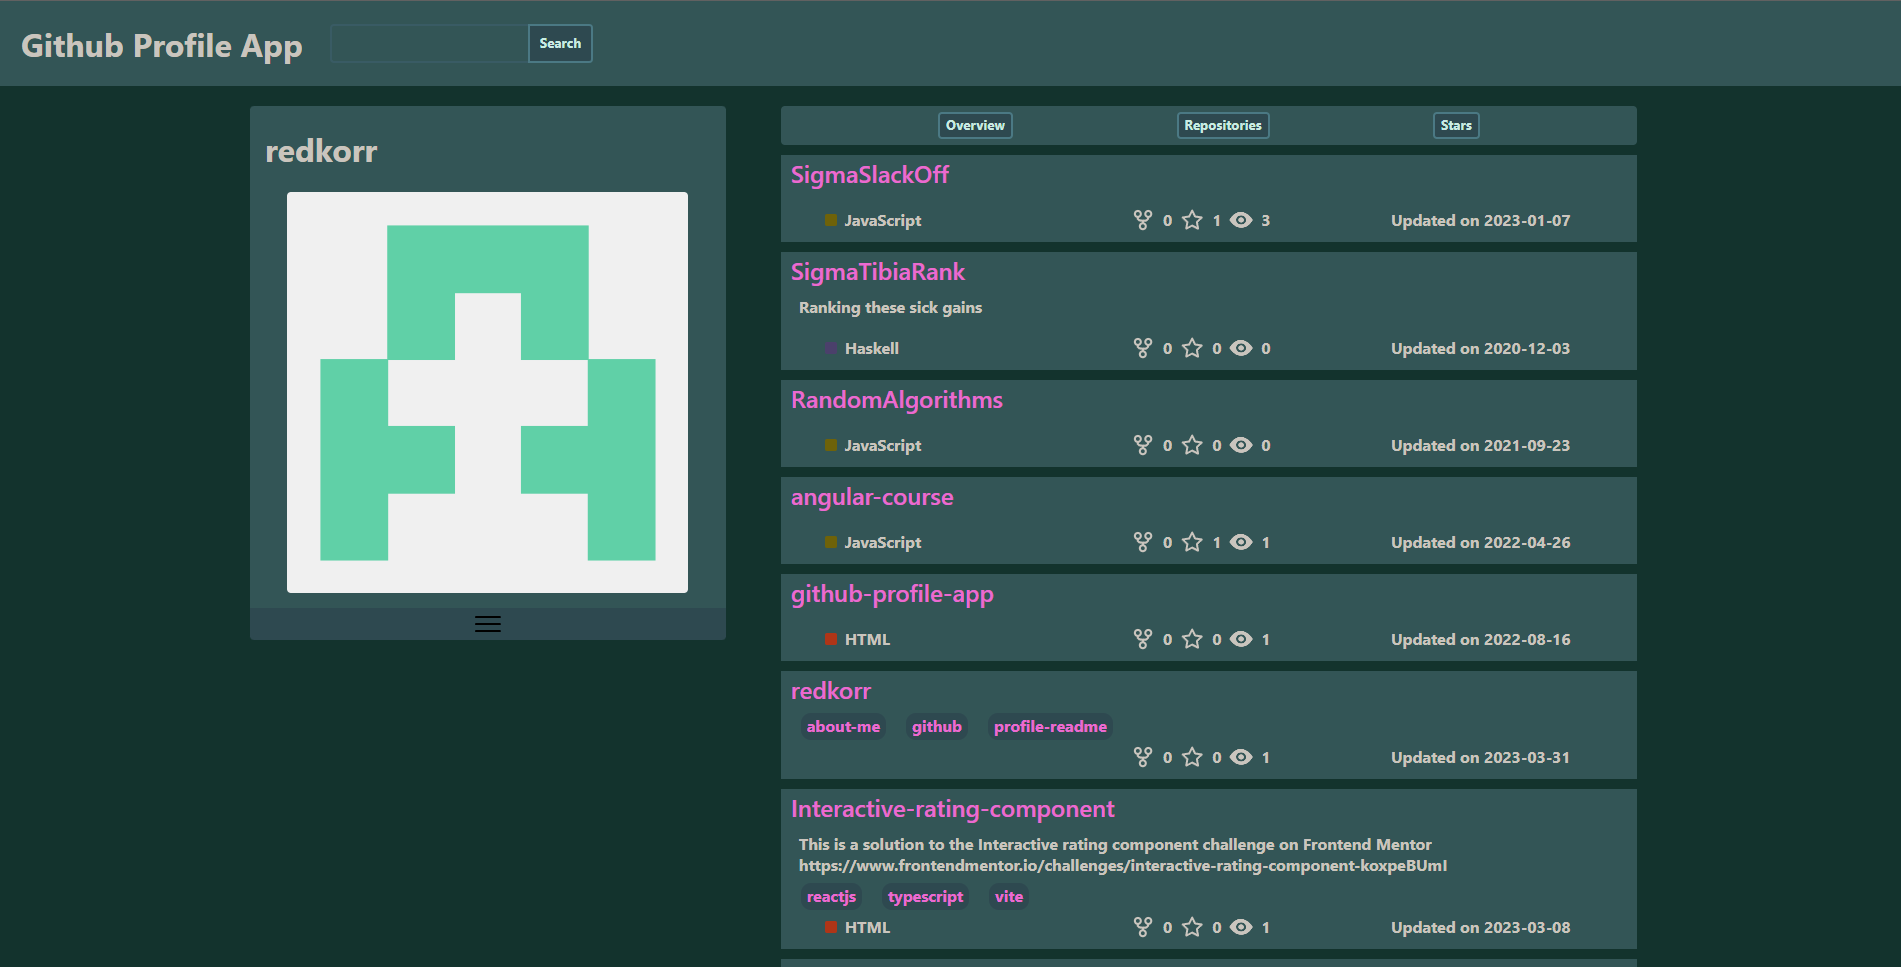 Github Profile App
Search
redkorr
Overview Repositories Stars
SigmaSlackOff
JavaScript 0 1 3 Updated on 2023-01-07
SigmaTibiaRank
Ranking these sick gains
Haskell 0 0 0 Updated on 2020-12-03
RandomAlgorithms
JavaScript 0 0 0 Updated on 2021-09-23
angular-course
JavaScript 0 1 1 Updated on 2022-04-26
github-profile-app
HTML 0 0 1 Updated on 2022-08-16
redkorr
about-me github profile-readme
0 0 1 Updated on 2023-03-31
Interactive-rating-component
This is a solution to the Interactive rating component challenge on Frontend Mentor
https://www.frontendmentor.io/challenges/interactive-rating-component-koxpeBUmI
reactjs typescript vite
HTML 0 0 1 Updated on 2023-03-08